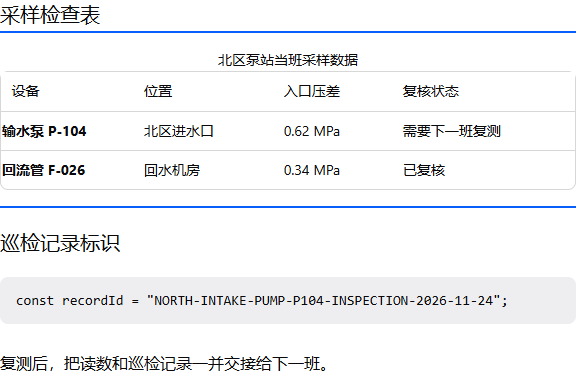 采样检查表
北区泵站当班采样数据
设备 位置 入口压差 复核状态
输水泵 P-104 北区进水口 0.62 MPa 需要下一班复测
回流管 F-026 回水机房 0.34 MPa 已复核
巡检记录标识
const recordId = "NORTH-INTAKE-PUMP-P104-INSPECTION-2026-11-24";
复测后，把读数和巡检记录一并交接给下一班。